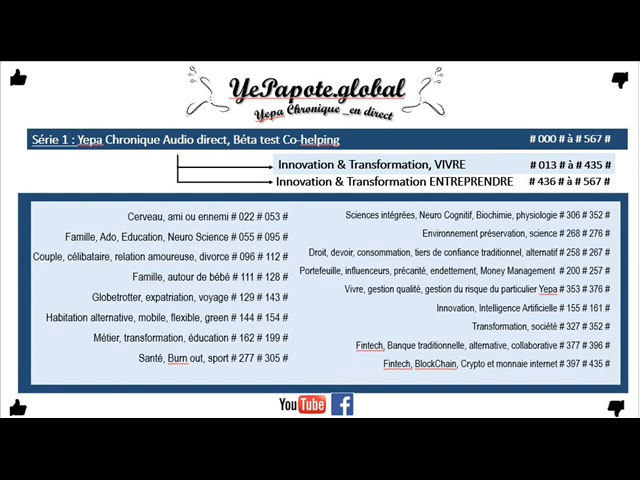 YePapote.global
Yepa Chronique _en direct
Série 1 : Yepa Chronique Audio direct, Béta test Co-helping # 000 # à # 567 #
Innovation & Transformation, VIVRE # 013 # à # 435 #
Innovation & Transformation ENTREPRENDRE # 436 # à # 567 #
Cerveau, ami ou ennemi # 022 # 053 #
Famille, Ado, Education, Neuro Science # 055 # 095 #
Couple, célibataire, relation amoureuse, divorce # 096 # 112 #
Famille, autour de bébé # 111 # 128 #
Globetrotter, expatriation, voyage # 129 # 143 #
Habitation alternative, mobile, flexible, green # 144 # 154 #
Métier, transformation, éducation # 162 # 199 #
Santé, Burn out, sport # 277 # 305 #
Sciences intégrées, Neuro Cognitif, Biochimie, physiologie # 306 # 352 #
Environnement préservation, science # 268 # 276 #
Droit, devoir, consommation, tiers de confiance traditionnel, alternatif # 258 # 267 #
Portefeuille, influenceurs, précarité, endettement, Money Management # 200 # 257 #
Vivre, gestion qualité, gestion du risque du particulier Yepa # 353 # 376 #
Innovation, Intelligence Artificielle # 155 # 161 #
Transformation, société # 327 # 352 #
Fintech, Banque traditionnelle, alternative, collaborative # 377 # 396 #
Fintech, BlockChain, Crypto et monnaie internet # 397 # 435 #
YouTube f